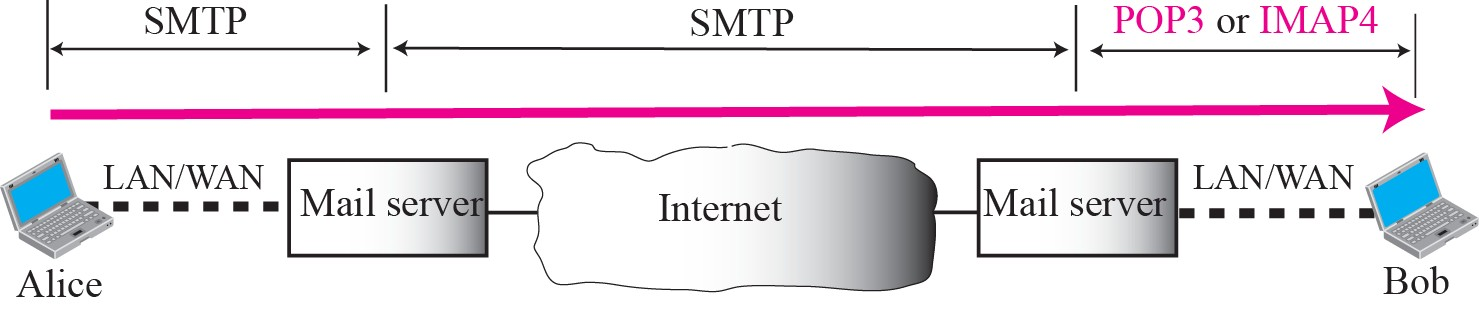 SMTP
SMTP
POP3 or IMAP4
LAN/WAN
Mail server
Internet
Mail server
LAN/WAN
Alice
Bob